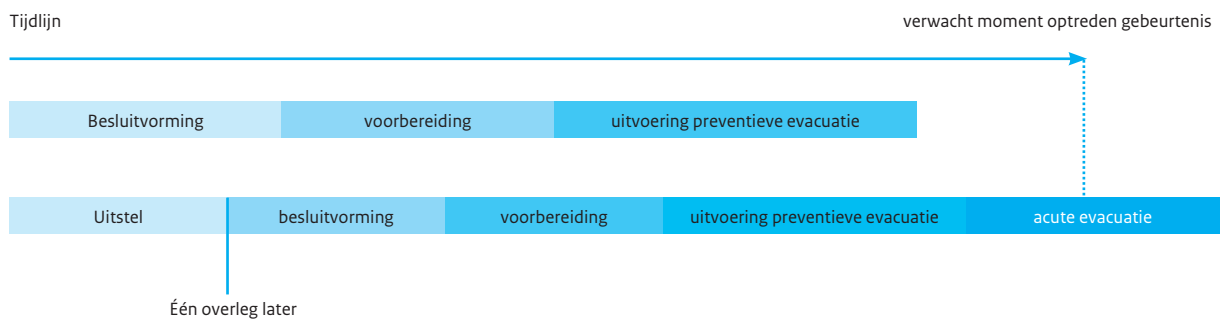 Tijdlijn
verwacht moment optreden gebeurtenis
Besluitvorming
voorbereiding
uitvoering preventieve evacuatie
Uitstel
besluitvorming
voorbereiding
uitvoering preventieve evacuatie
acute evacuatie
Één overleg later